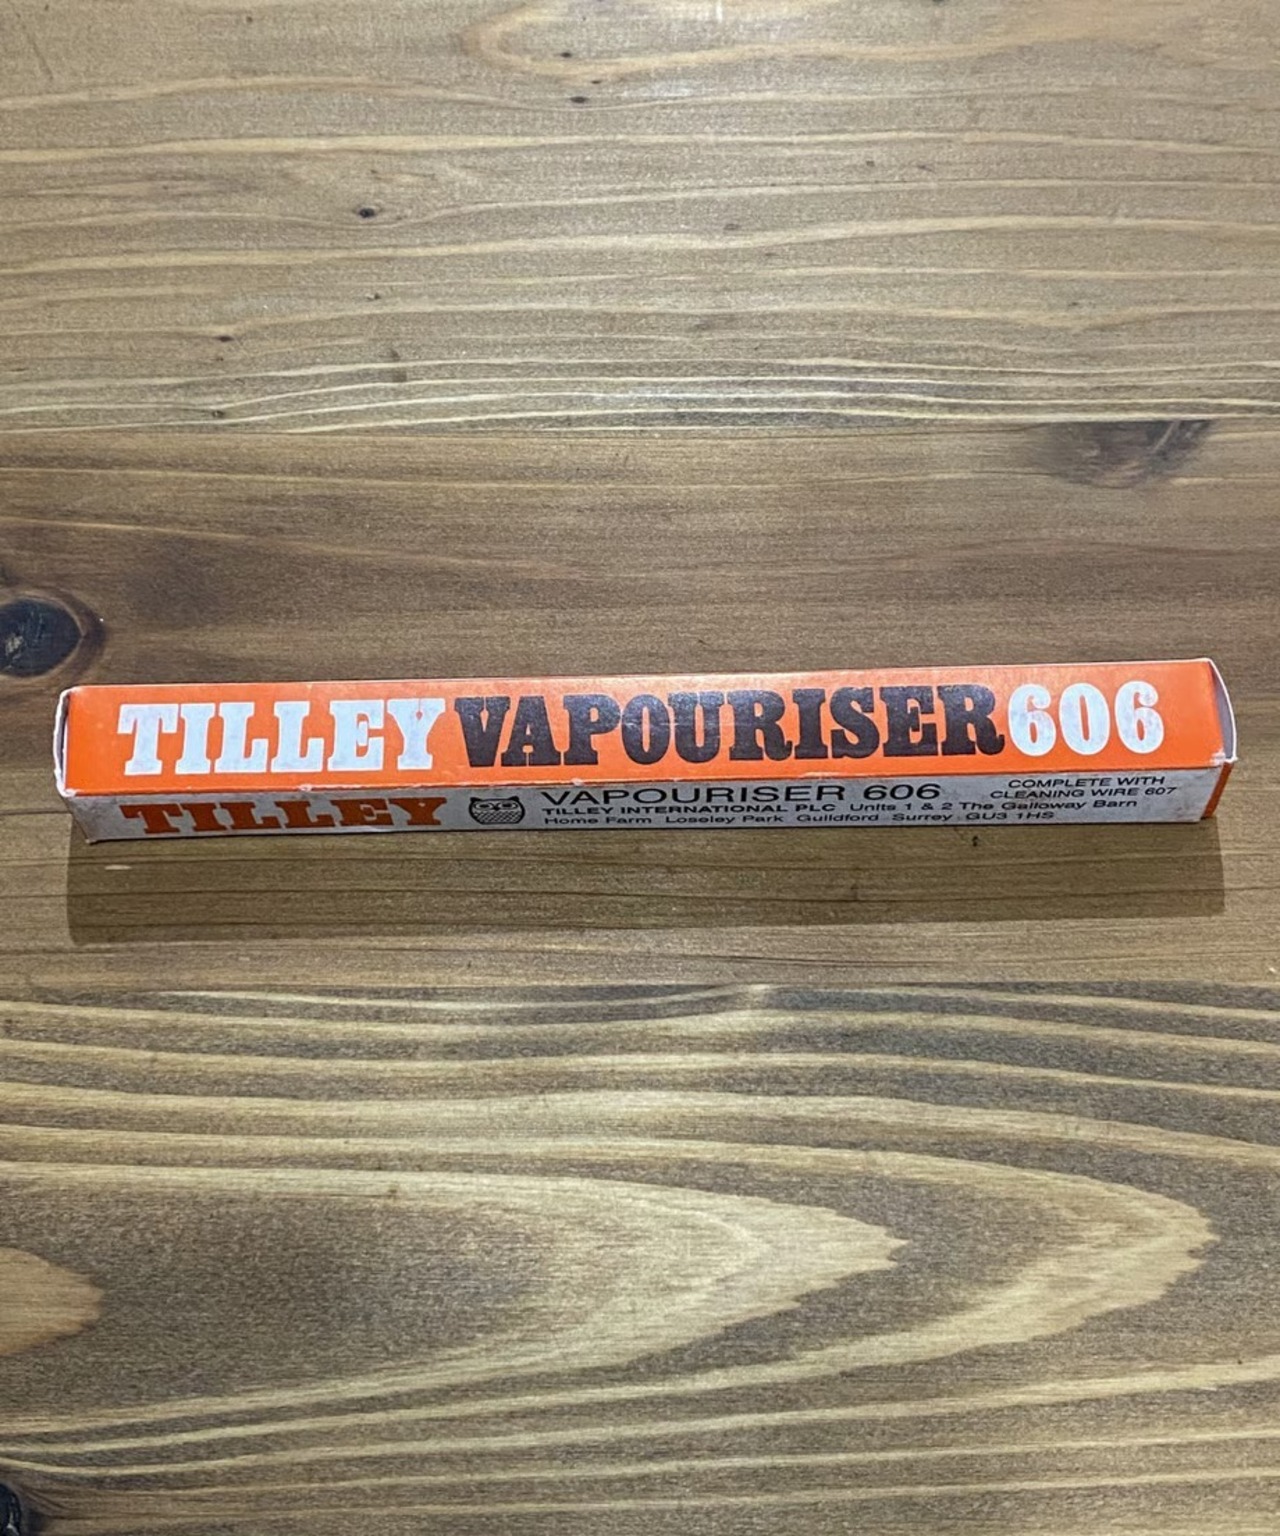 TILLEY VAPOURISER 606
TILLEY
VAPOURISER 606
TILLEY INTERNATIONAL PLC Units 1 & 2 The Galloway Barn
Home Farm Loseley Park Guildford Surrey GU3 1HS
COMPLETE WITH
CLEANING WIRE 607